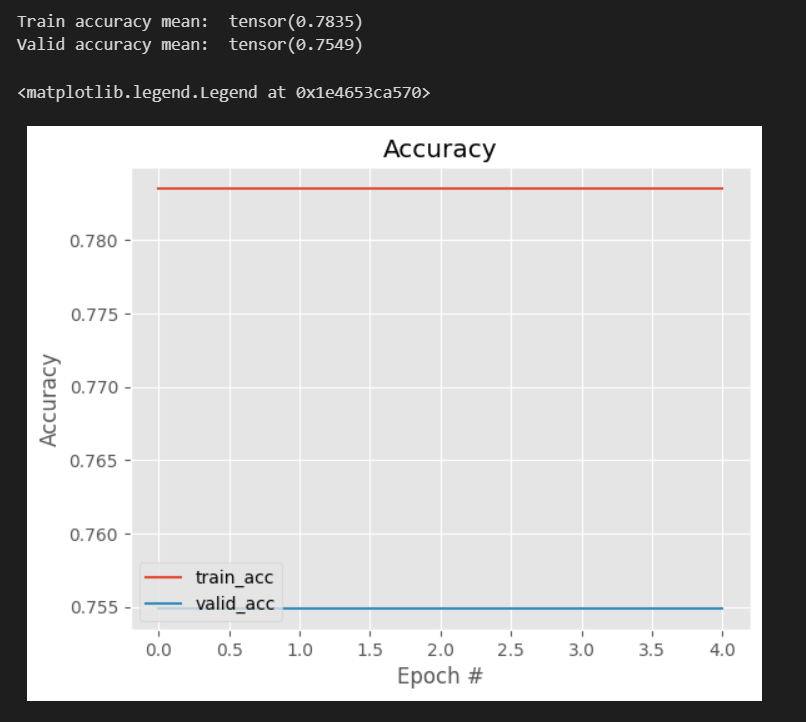 Train accuracy mean:  tensor(0.7835)
Valid accuracy mean:  tensor(0.7549)
<matplotlib.legend.Legend at 0x1e4653ca570>
Accuracy
0.780
0.775
0.770
0.765
0.760
0.755
Accuracy
train_acc
valid_acc
0.0 0.5 1.0 1.5 2.0 2.5 3.0 3.5 4.0
Epoch #